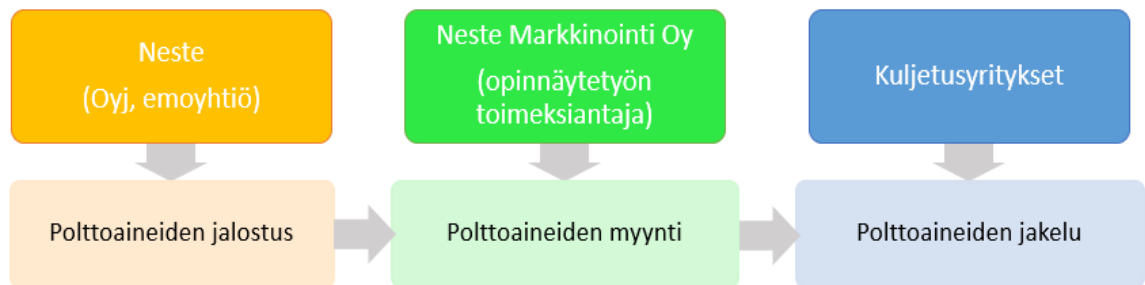 Neste
(Oyj, emoyhtiö)
Neste Markkinointi Oy
(opinnäytetyön
toimeksiantaja)
Kuljetusyritykset
Polttoaineiden jalostus
Polttoaineiden myynti
Polttoaineiden jakelu